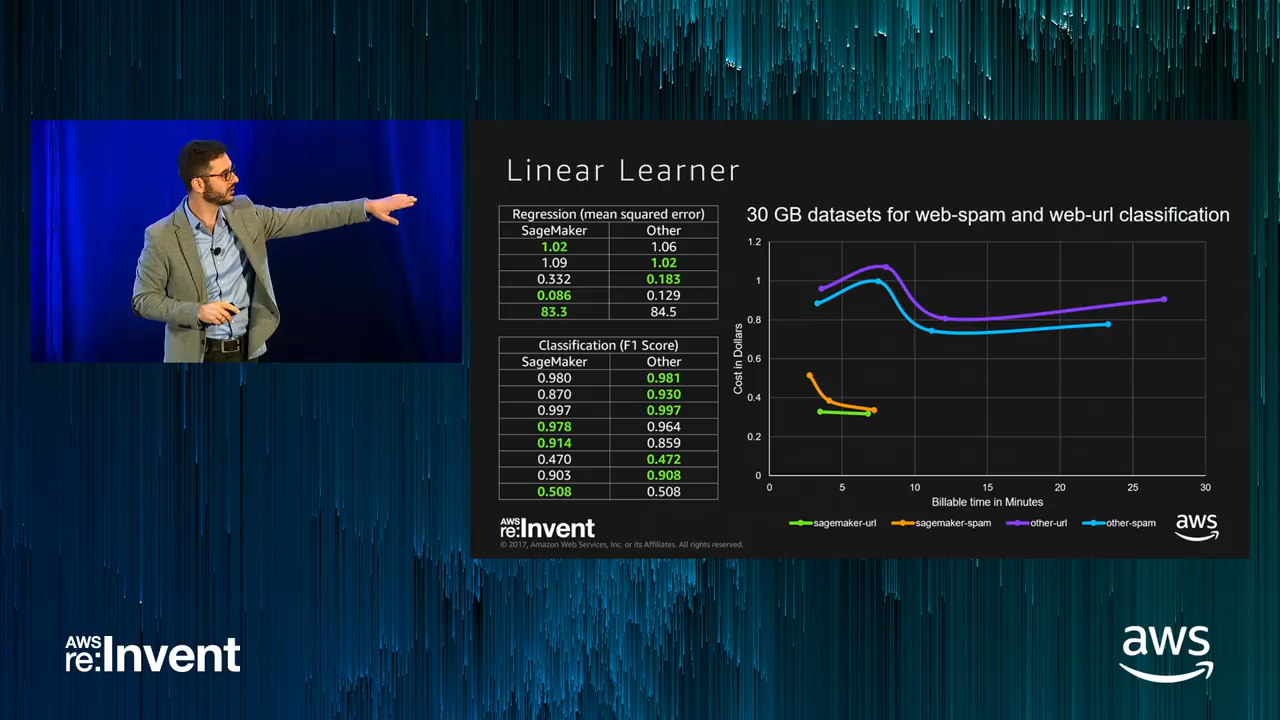 Linear Learner
Regression (mean squared error)
SageMaker Other
1.02 1.06
1.09 1.02
0.332 0.183
0.086 0.129
83.3 84.5
Classification (F1 Score)
SageMaker Other
0.980 0.981
0.870 0.930
0.997 0.997
0.978 0.964
0.914 0.859
0.470 0.472
0.903 0.908
0.508 0.508
30 GB datasets for web-spam and web-url classification
Cost in Dollars
1.2
1
0.8
0.6
0.4
0.2
0
0 5 10 15 20 25 30
Billable time in Minutes
sagemaker-url sagemaker-spam other-url other-spam
AWS
re:Invent
© 2017, Amazon Web Services, Inc. or its Affiliates. All rights reserved.
aws
AWS
re:Invent
aws